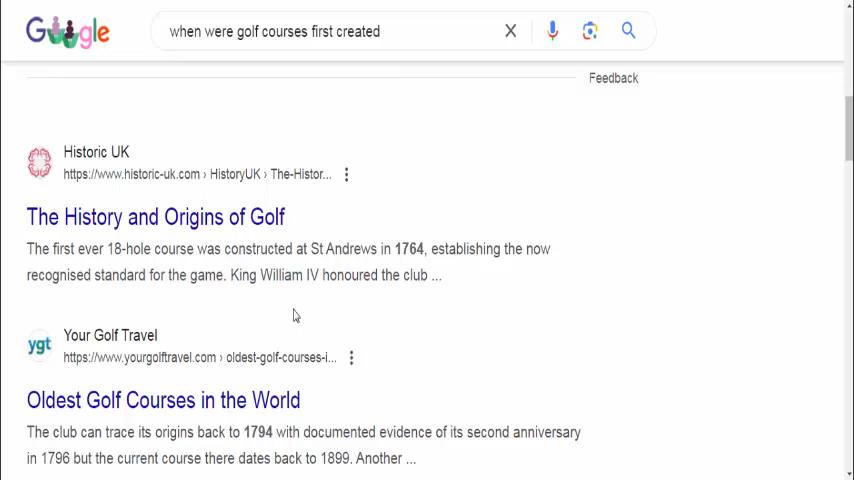 Google
when were golf courses first created
Feedback
Historic UK
https://www.historic-uk.com › HistoryUK › The-Histor...
The History and Origins of Golf
The first ever 18-hole course was constructed at St Andrews in 1764, establishing the now
recognised standard for the game. King William IV honoured the club ...
ygt
Your Golf Travel
https://www.yourgolftravel.com › oldest-golf-courses-i...
Oldest Golf Courses in the World
The club can trace its origins back to 1794 with documented evidence of its second anniversary
in 1796 but the current course there dates back to 1899. Another ...